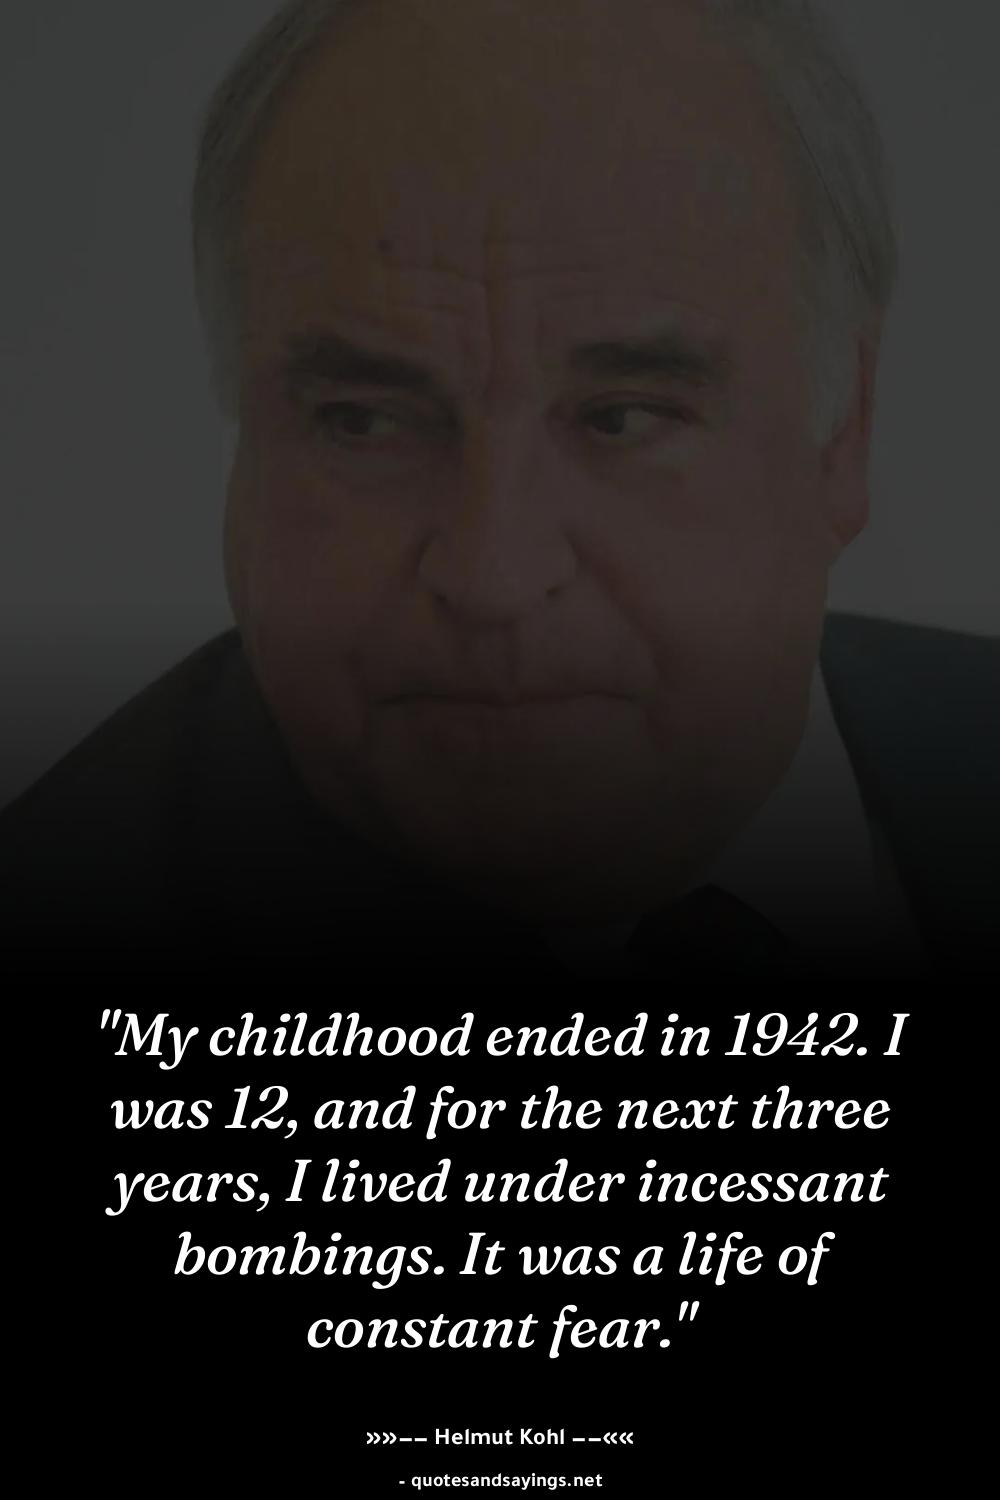 "My childhood ended in 1942. I
was 12, and for the next three
years, I lived under incessant
bombings. It was a life of
constant fear."
»»−− Helmut Kohl −−««
- quotesandsayings.net